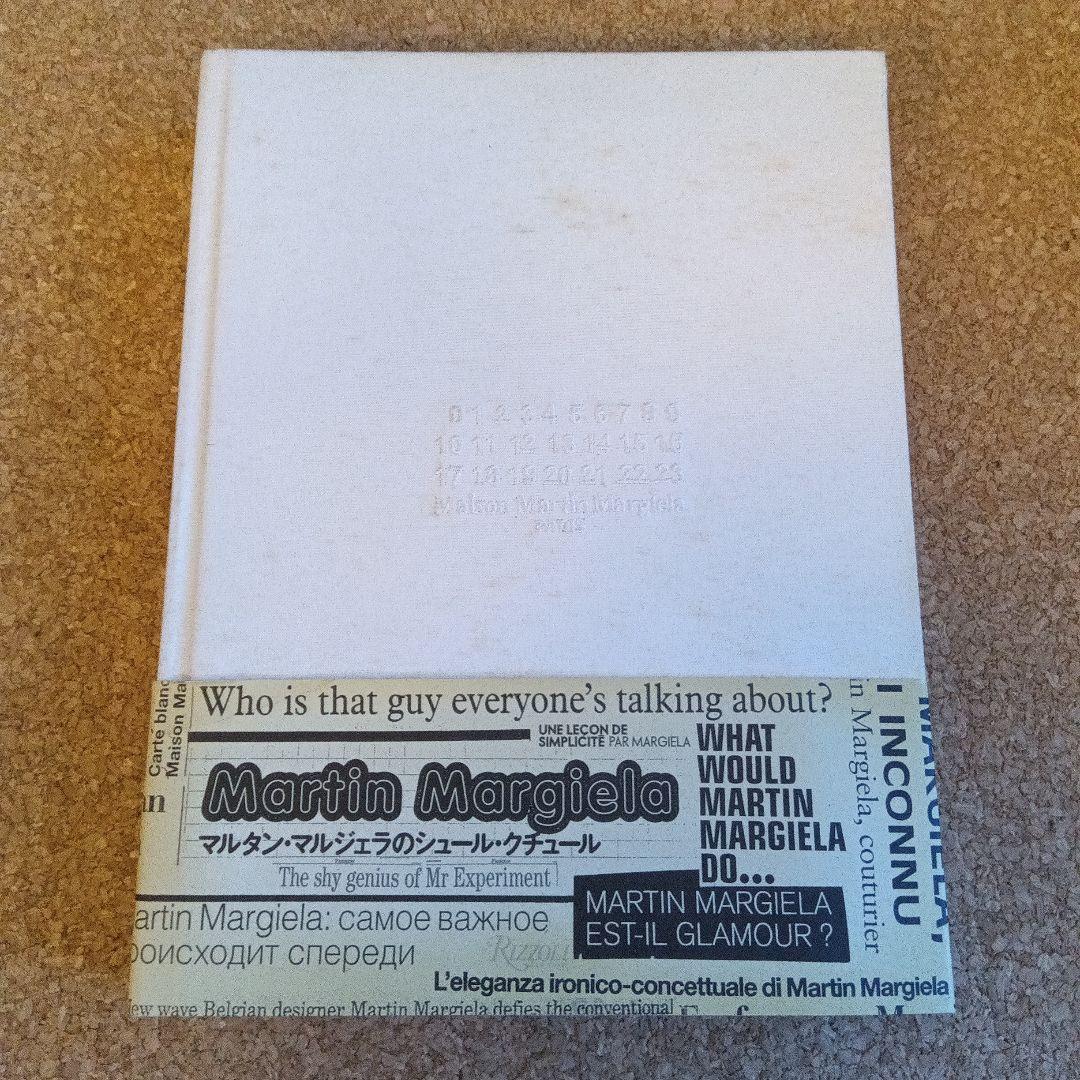 0 1 2 3 4 5 6 7 8 9
10 11 12 13 14 15 16
17 18 19 20 21 22 23
Maison Martin Margiela
PARIS
Carte blanc
Maison Ma
Who is that guy everyone's talking about?
UNE LEÇON DE
SIMPLICITÉ PAR MARGIELA
WHAT
WOULD
MARTIN
MARGIELA
DO...
Martin Margiela
マルタン・マルジェラのシュール・クチュール
The shy genius of Mr Experiment
MARTIN MARGIELA
EST-IL GLAMOUR ?
artin Margiela: самое важное
роисходит спереди
RIZZOLI
L'eleganza ironico-concettuale di Martin Margiela
ew wave Belgian designer Martin Margiela defies the conventional
in Margiela, couturier
INCONNU
MARGIELA,
an